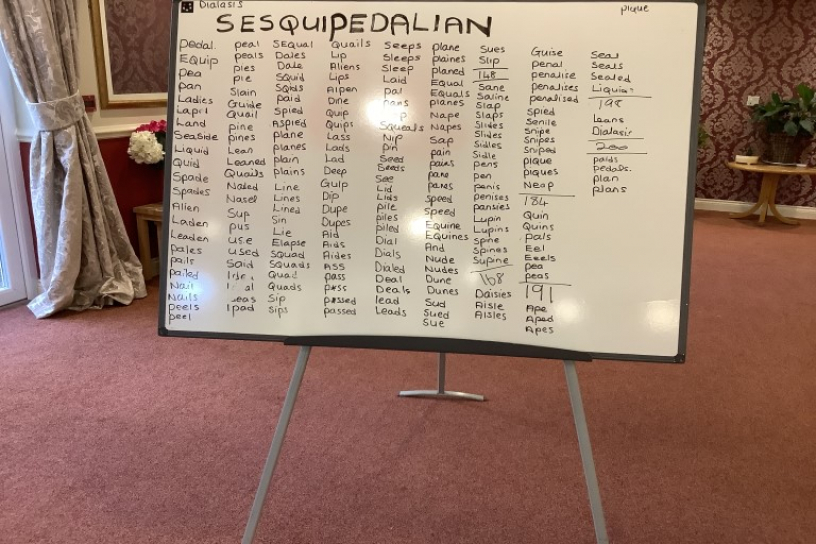 Dialasis
pique
SESQUIPEDALIAN
Pedal
Equip
pea
pan
Ladies
Lapil
Land
Seaside
Liquid
Quid
Spade
Spades
Alien
Laden
Leaden
pales
pails
pailed
Nail
Nails
peels
peel
peal
peals
pies
pie
Slain
Guide
Quail
pine
pines
Lean
Leaned
Quails
Naled
Nasel
Sup
pus
use
used
Said
Ipad
SEQual
Dales
Dale
Squid
Sqids
paid
Spied
Aspied
plane
planes
plain
plains
Line
Lines
Lined
Sin
Lie
Elapse
Squad
Squads
Quad
Quads
Sip
Sips
Quails
Lip
Aliens
Lips
Alpen
Dine
Quip
Quips
Lass
Lads
Lad
Deep
Gulp
Dip
Dupe
Dupes
Aid
Aids
Aides
ASS
pass
passed
passed
Seeps
Sleeps
Sleep
Laid
pal
Squeals
Nip
pin
Seed
Seeds
See
Lid
Lids
pile
piles
piled
Dial
Dials
Dialed
Deal
Deals
lead
Leads
plane
plaines
planed
Equal
Equals
planes
Nape
Napes
Sap
pain
pains
pane
panes
speed
Speed
Equine
Equines
And
Nude
Nudes
Dune
Dunes
Sud
Sued
Sue
Sues
Slip
148
Sane
Saline
Slap
Slaps
Slides
Slides
Sidles
Sidle
pens
pen
penis
penises
pansies
Lupin
Lupins
Spine
Spines
Supine
168
Daisies
Aisle
Aisles
Guise
penal
penalise
penalises
penalised
Spied
Senile
Snipe
Snipes
Sniped
pique
piques
Neap
184
Quin
Quins
pals
Eel
Eeels
pea
peas
191
Ape
Aped
Apes
Seal
Seals
Sealed
198
Leans
Dialasis
200
paids
pedals.
plan
plans